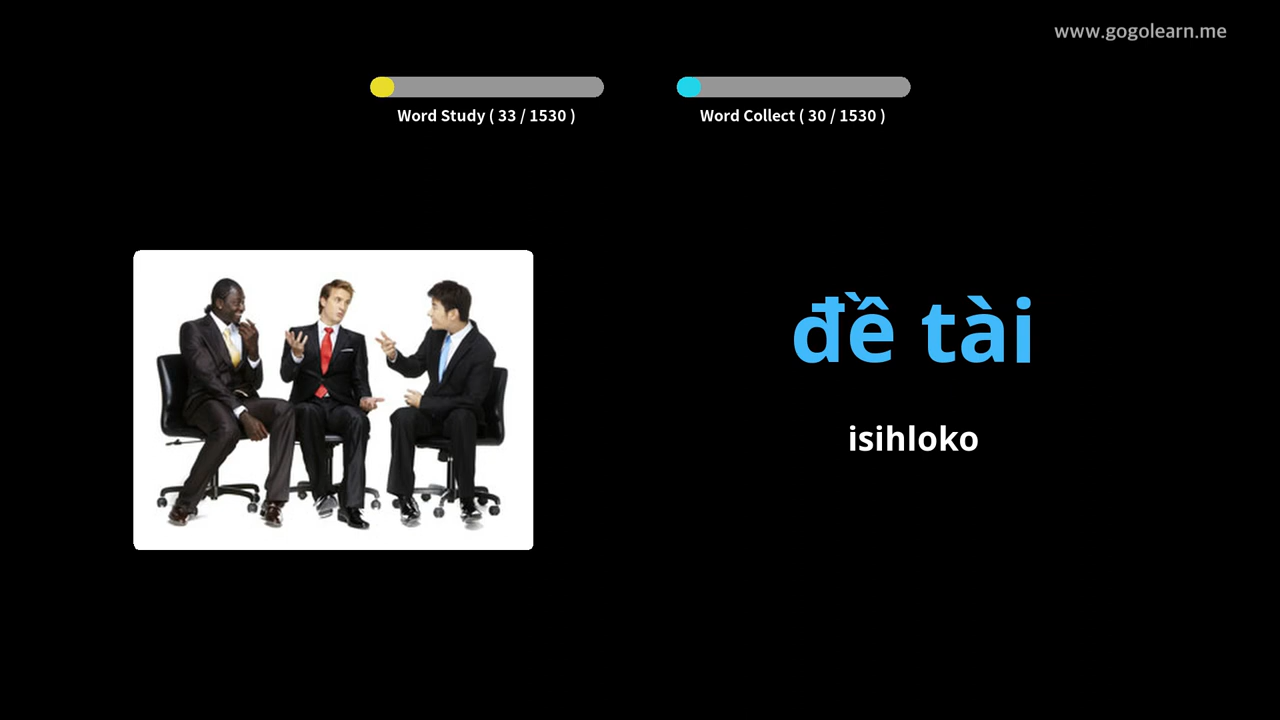 www.gogolearn.me
Word Study ( 33 / 1530 )
Word Collect ( 30 / 1530 )
đề tài
isihloko